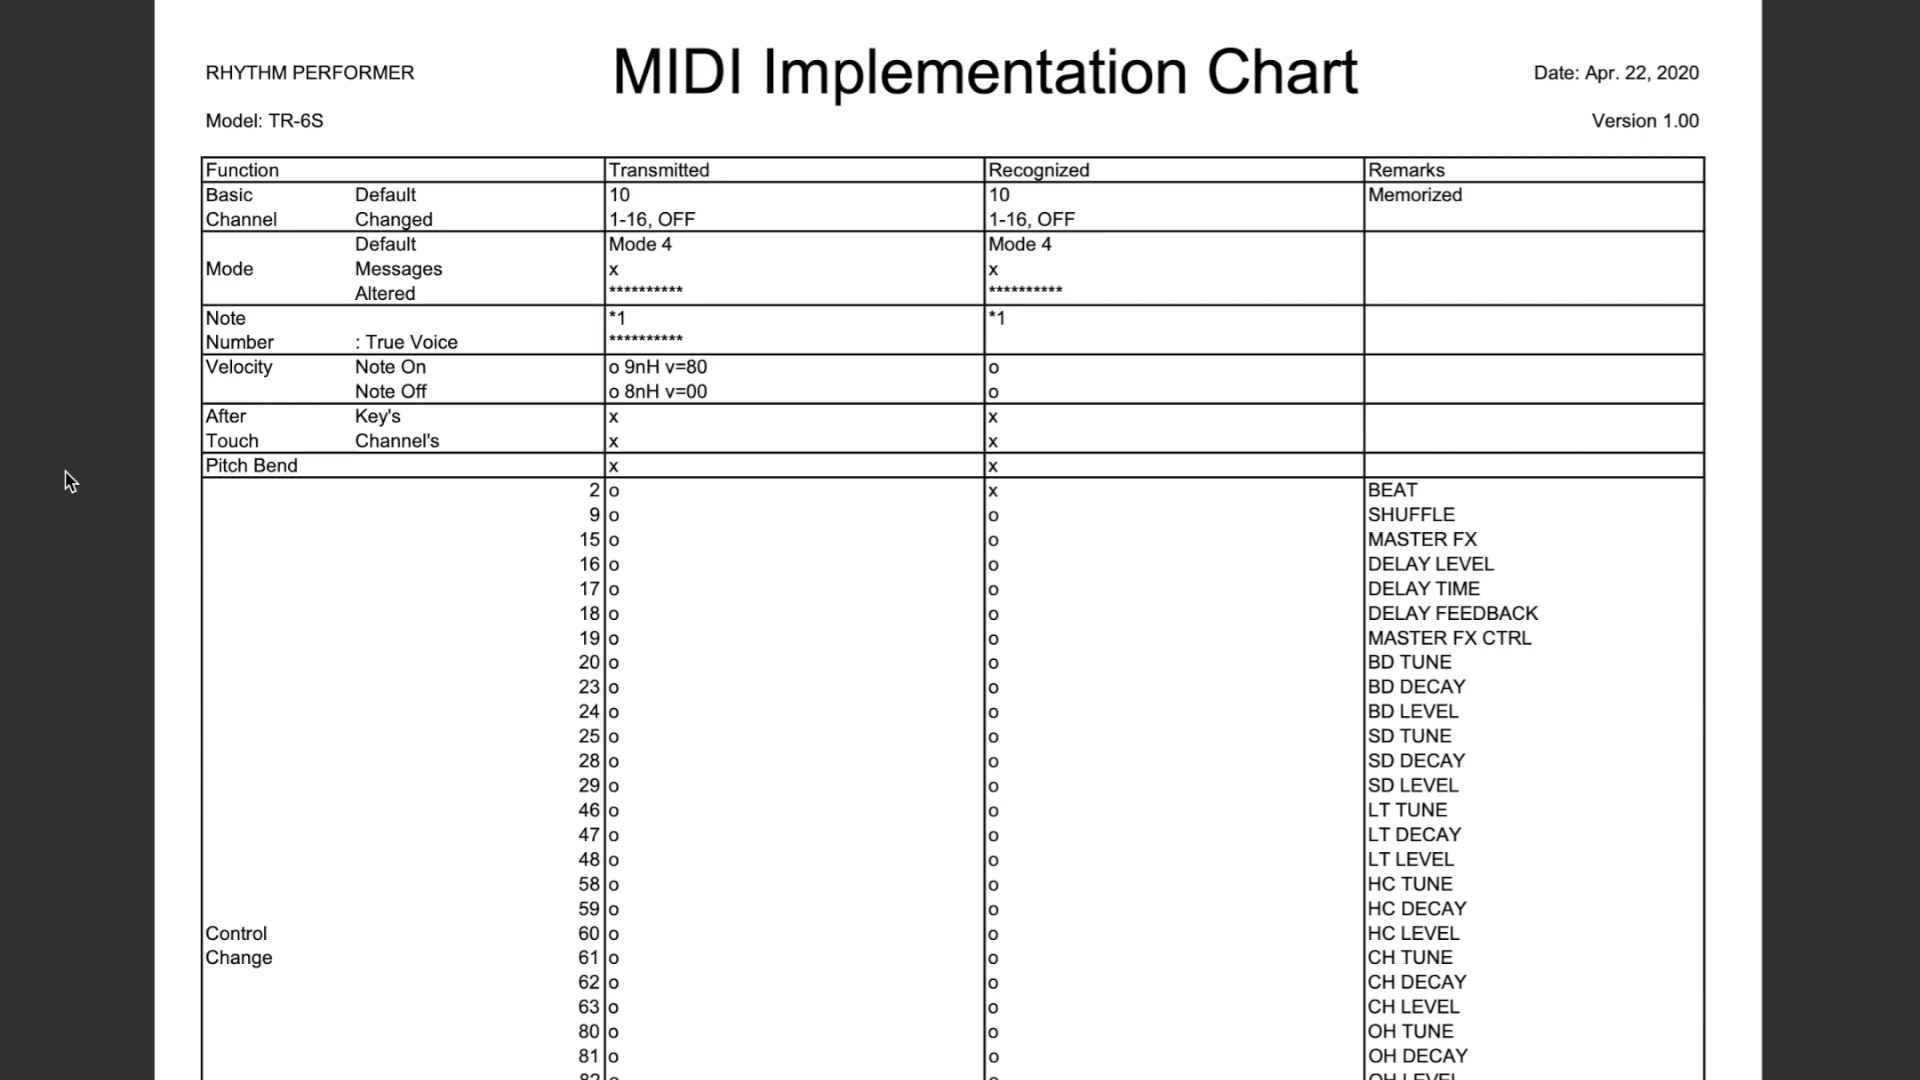 RHYTHM PERFORMER MIDI Implementation Chart Date: Apr. 22, 2020
Model: TR-6S Version 1.00
Function Transmitted Recognized Remarks
Basic Default 10 10 Memorized
Channel Changed 1-16, OFF 1-16, OFF
Default Mode 4 Mode 4
Mode Messages x x
Altered ********** **********
Note *1 *1
Number : True Voice **********
Velocity Note On o 9nH v=80 o
Note Off o 8nH v=00 o
After Key's x x
Touch Channel's x x
Pitch Bend x x
2 o x BEAT
9 o o SHUFFLE
15 o o MASTER FX
16 o o DELAY LEVEL
17 o o DELAY TIME
18 o o DELAY FEEDBACK
19 o o MASTER FX CTRL
20 o o BD TUNE
23 o o BD DECAY
24 o o BD LEVEL
25 o o SD TUNE
28 o o SD DECAY
29 o o SD LEVEL
46 o o LT TUNE
47 o o LT DECAY
48 o o LT LEVEL
58 o o HC TUNE
59 o o HC DECAY
Control 60 o o HC LEVEL
Change 61 o o CH TUNE
62 o o CH DECAY
63 o o CH LEVEL
80 o o OH TUNE
81 o o OH DECAY
82 o o OH LEVEL